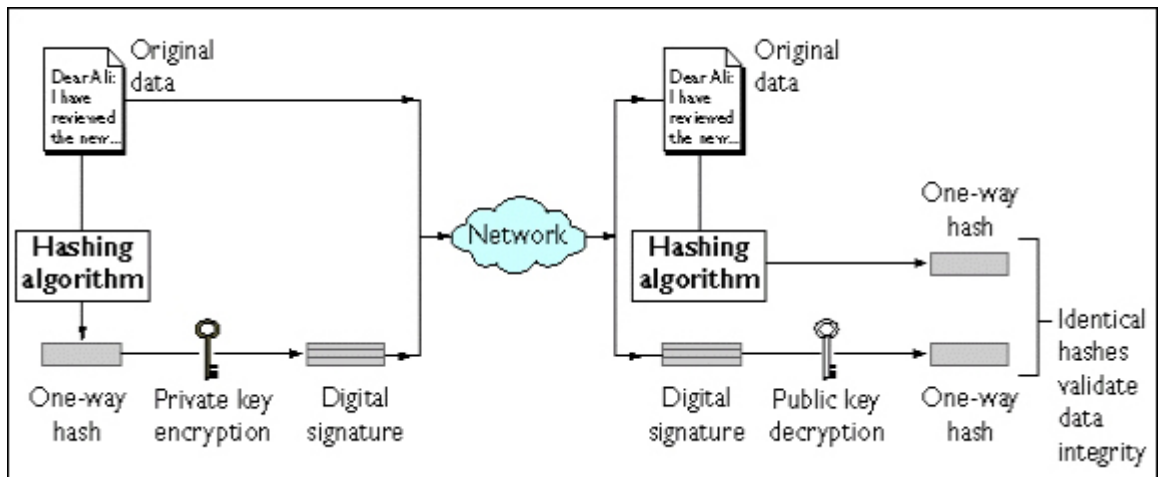 Original
data
Dear Ali:
I have
reviewed
the new...
Hashing
algorithm
One-way
hash
Private key
encryption
Digital
signature
Network
Original
data
Dear Ali:
I have
reviewed
the new...
Hashing
algorithm
One-way
hash
Digital
signature
Public key
decryption
One-way
hash
Identical
hashes
validate
data
integrity